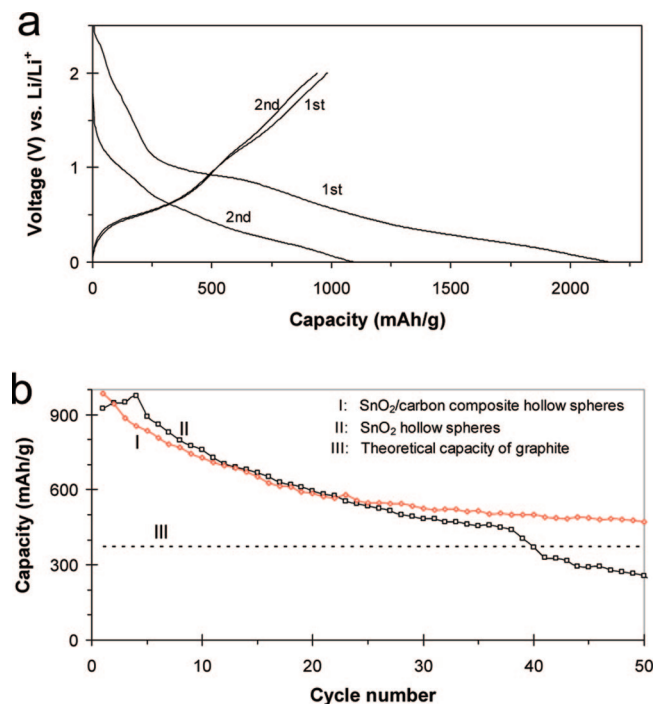 a
Voltage (V) vs. Li/Li⁺
2
1
0
2nd
1st
1st
2nd
0
500
1000
1500
2000
Capacity (mAh/g)
b
Capacity (mAh/g)
900
600
300
0
I: SnO₂/carbon composite hollow spheres
II: SnO₂ hollow spheres
III: Theoretical capacity of graphite
II
I
III
0
10
20
30
40
50
Cycle number